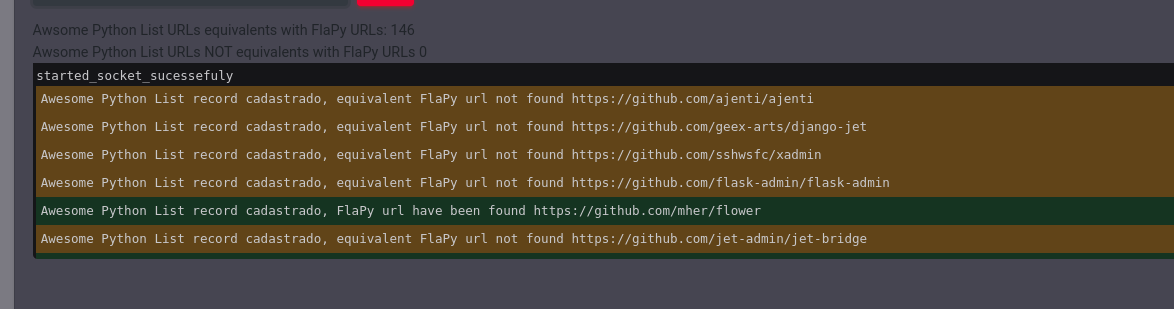 Awsome Python List URLs equivalents with FlaPy URLs: 146
Awsome Python List URLs NOT equivalents with FlaPy URLs 0
started_socket_sucessefuly
Awesome Python List record cadastrado, equivalent FlaPy url not found https://github.com/ajenti/ajenti
Awesome Python List record cadastrado, equivalent FlaPy url not found https://github.com/geex-arts/django-jet
Awesome Python List record cadastrado, equivalent FlaPy url not found https://github.com/sshwsfc/xadmin
Awesome Python List record cadastrado, equivalent FlaPy url not found https://github.com/flask-admin/flask-admin
Awesome Python List record cadastrado, FlaPy url have been found https://github.com/mher/flower
Awesome Python List record cadastrado, equivalent FlaPy url not found https://github.com/jet-admin/jet-bridge